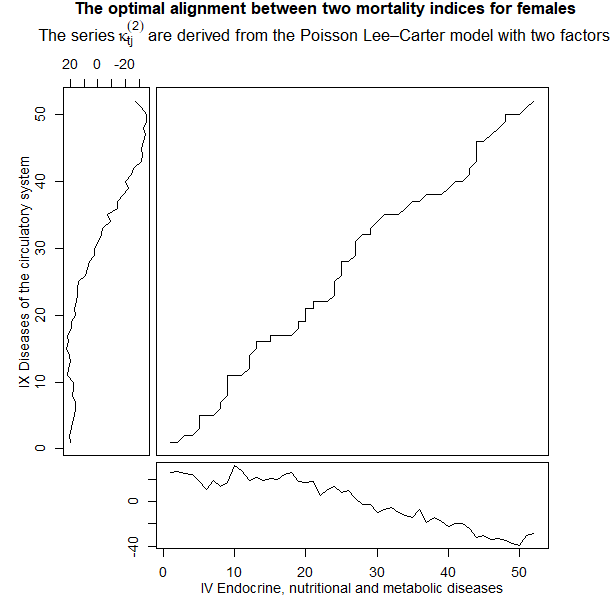 The optimal alignment between two mortality indices for females
The series κtj(2) are derived from the Poisson Lee–Carter model with two factors
20 0 -20
IX Diseases of the circulatory system
50
40
30
20
10
0
0
-40
0 10 20 30 40 50
IV Endocrine, nutritional and metabolic diseases